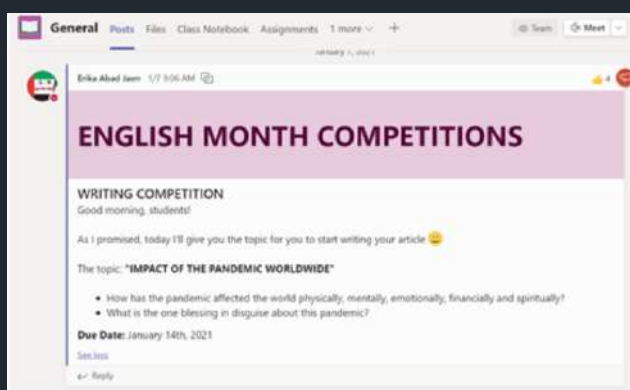 General Posts Files Class Notebook Assignments 1 more + Team Meet
January 7, 2021
Erika Abad Jaen 1/7 9:06 AM 4
ENGLISH MONTH COMPETITIONS
WRITING COMPETITION
Good morning, students!
As I promised, today I'll give you the topic for you to start writing your article 😀
The topic: "IMPACT OF THE PANDEMIC WORLDWIDE"
• How has the pandemic affected the world physically, mentally, emotionally, financially and spiritually?
• What is the one blessing in disguise about this pandemic?
Due Date: January 14th, 2021
See less
Reply